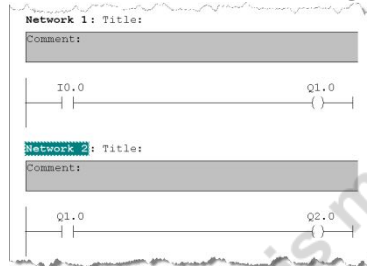 Network 1: Title:
Comment:
I0.0 Q1.0
Network 2: Title:
Comment:
Q1.0 Q2.0